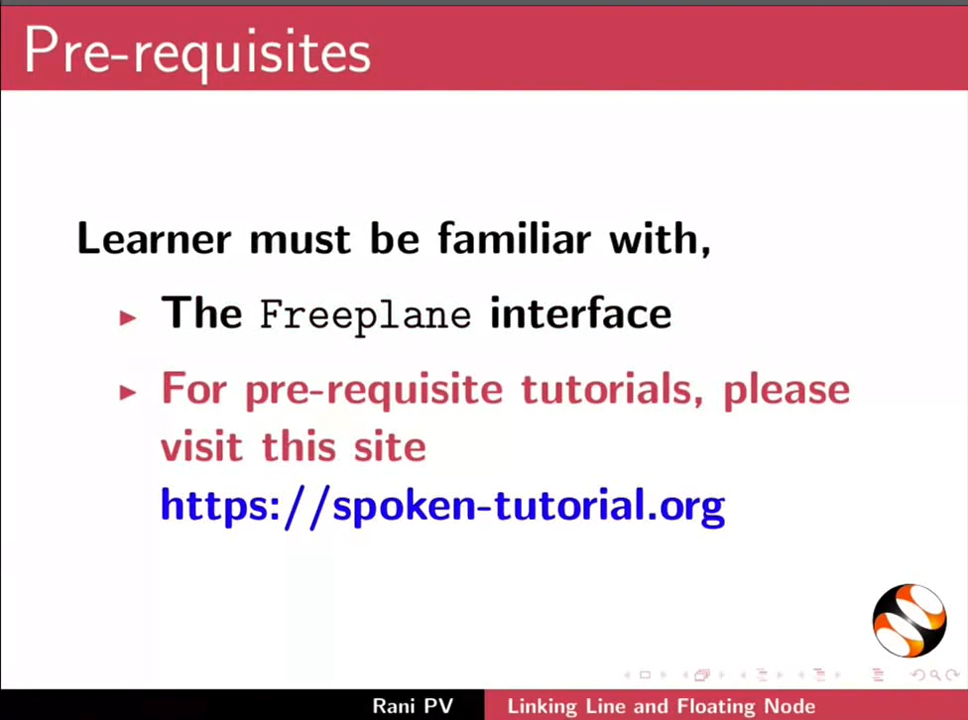 Pre-requisites
Learner must be familiar with,
The Freeplane interface
For pre-requisite tutorials, please
visit this site
https://spoken-tutorial.org
Rani PV
Linking Line and Floating Node